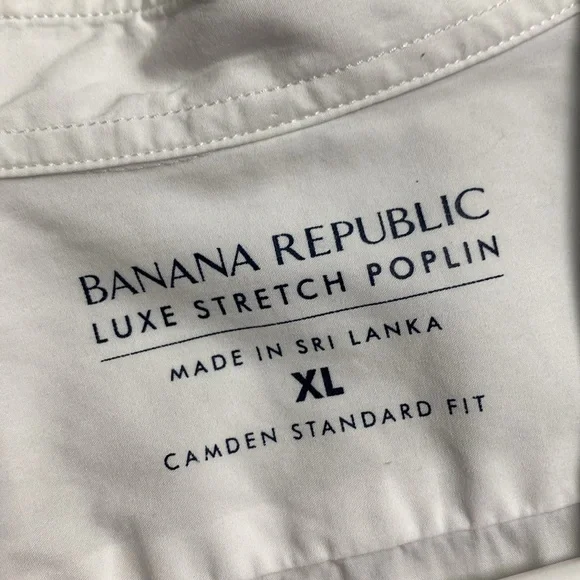 BANANA REPUBLIC
LUXE STRETCH POPLIN
MADE IN SRI LANKA
XL
CAMDEN STANDARD FIT